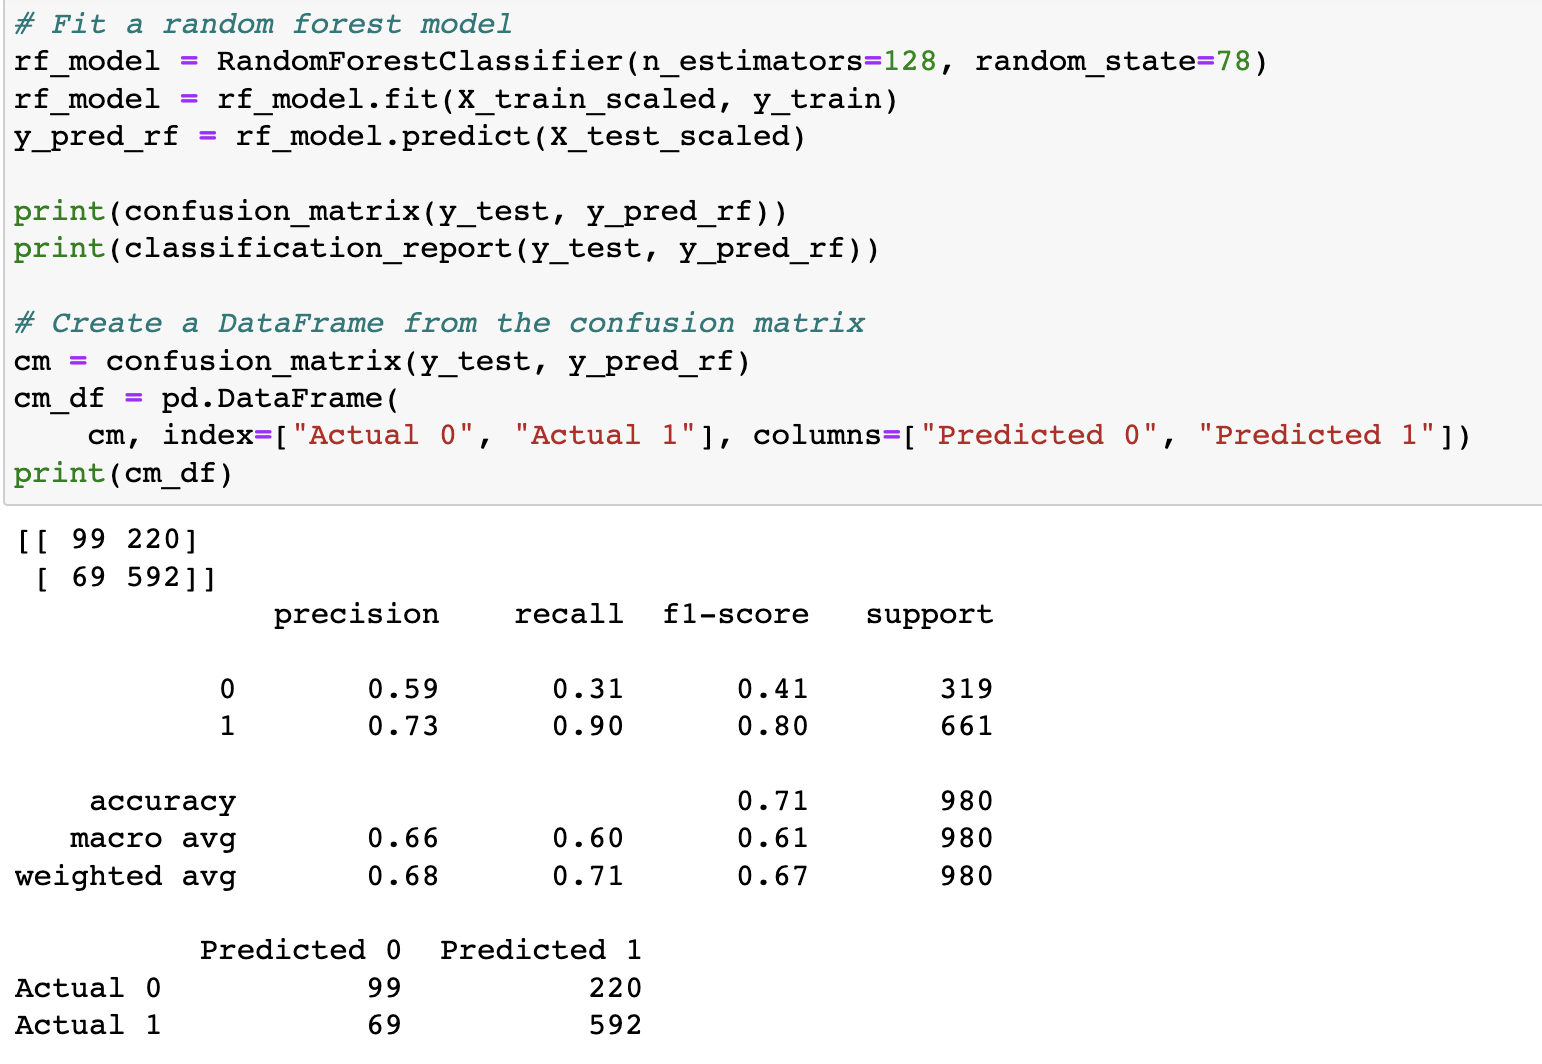 # Fit a random forest model
rf_model = RandomForestClassifier(n_estimators=128, random_state=78)
rf_model = rf_model.fit(X_train_scaled, y_train)
y_pred_rf = rf_model.predict(X_test_scaled)

print(confusion_matrix(y_test, y_pred_rf))
print(classification_report(y_test, y_pred_rf))

# Create a DataFrame from the confusion matrix
cm = confusion_matrix(y_test, y_pred_rf)
cm_df = pd.DataFrame(
    cm, index=["Actual 0", "Actual 1"], columns=["Predicted 0", "Predicted 1"])
print(cm_df)

[[ 99 220]
 [ 69 592]]
              precision    recall  f1-score   support

           0       0.59      0.31      0.41       319
           1       0.73      0.90      0.80       661

    accuracy                           0.71       980
   macro avg       0.66      0.60      0.61       980
weighted avg       0.68      0.71      0.67       980

          Predicted 0  Predicted 1
Actual 0           99          220
Actual 1           69          592